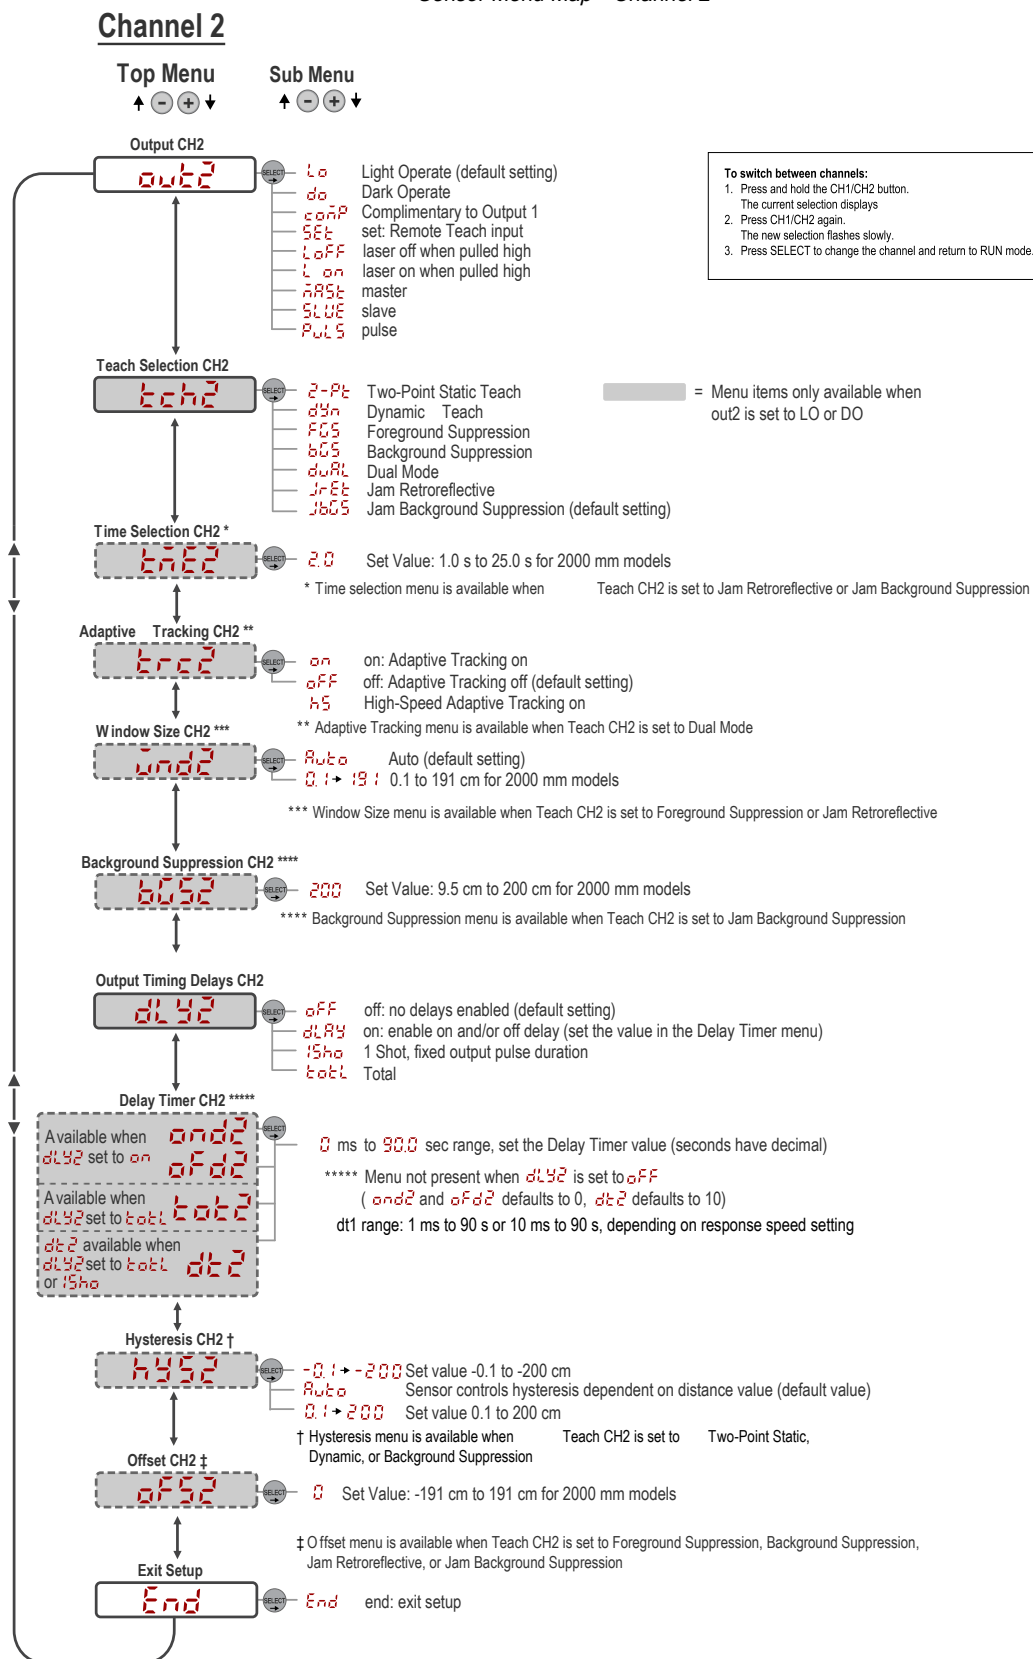 Channel 2
Top Menu
Sub Menu
- +
- +
Output CH2
out2
SELECT
Lo Light Operate (default setting)
do Dark Operate
comP Complimentary to Output 1
SEt set: Remote Teach input
LoFF laser off when pulled high
L on laser on when pulled high
mASt master
SLUE slave
PuLS pulse
To switch between channels:
1. Press and hold the CH1/CH2 button.
The current selection displays
2. Press CH1/CH2 again.
The new selection flashes slowly.
3. Press SELECT to change the channel and return to RUN mode.
Teach Selection CH2
tch2
SELECT
2-Pt Two-Point Static Teach
dYn Dynamic Teach
FGS Foreground Suppression
bGS Background Suppression
duAL Dual Mode
JrEt Jam Retroreflective
JbGS Jam Background Suppression (default setting)
= Menu items only available when
out2 is set to LO or DO
Time Selection CH2 *
tmE2
SELECT
2.0 Set Value: 1.0 s to 25.0 s for 2000 mm models
* Time selection menu is available when Teach CH2 is set to Jam Retroreflective or Jam Background Suppression
Adaptive Tracking CH2 **
trc2
SELECT
on on: Adaptive Tracking on
oFF off: Adaptive Tracking off (default setting)
hS High-Speed Adaptive Tracking on
** Adaptive Tracking menu is available when Teach CH2 is set to Dual Mode
Window Size CH2 ***
wnd2
SELECT
Auto Auto (default setting)
0.1 → 191 0.1 to 191 cm for 2000 mm models
*** Window Size menu is available when Teach CH2 is set to Foreground Suppression or Jam Retroreflective
Background Suppression CH2 ****
bGS2
SELECT
200 Set Value: 9.5 cm to 200 cm for 2000 mm models
**** Background Suppression menu is available when Teach CH2 is set to Jam Background Suppression
Output Timing Delays CH2
dLY2
SELECT
oFF off: no delays enabled (default setting)
dLAY on: enable on and/or off delay (set the value in the Delay Timer menu)
1Sho 1 Shot, fixed output pulse duration
totL Total
Delay Timer CH2 *****
Available when
dLY2 set to on
ond2
oFd2
SELECT
Available when
dLY2 set to totL
tot2
dt2 available when
dLY2 set to totL
or 1Sho
dt2
0 ms to 90.0 sec range, set the Delay Timer value (seconds have decimal)
***** Menu not present when dLY2 is set to oFF
( ond2 and oFd2 defaults to 0, dt2 defaults to 10)
dt1 range: 1 ms to 90 s or 10 ms to 90 s, depending on response speed setting
Hysteresis CH2 †
hYS2
SELECT
-0.1 → -200 Set value -0.1 to -200 cm
Auto Sensor controls hysteresis dependent on distance value (default value)
0.1 → 200 Set value 0.1 to 200 cm
† Hysteresis menu is available when Teach CH2 is set to Two-Point Static,
Dynamic, or Background Suppression
Offset CH2 ‡
oFS2
SELECT
0 Set Value: -191 cm to 191 cm for 2000 mm models
‡ Offset menu is available when Teach CH2 is set to Foreground Suppression, Background Suppression,
Jam Retroreflective, or Jam Background Suppression
Exit Setup
End
SELECT
End end: exit setup